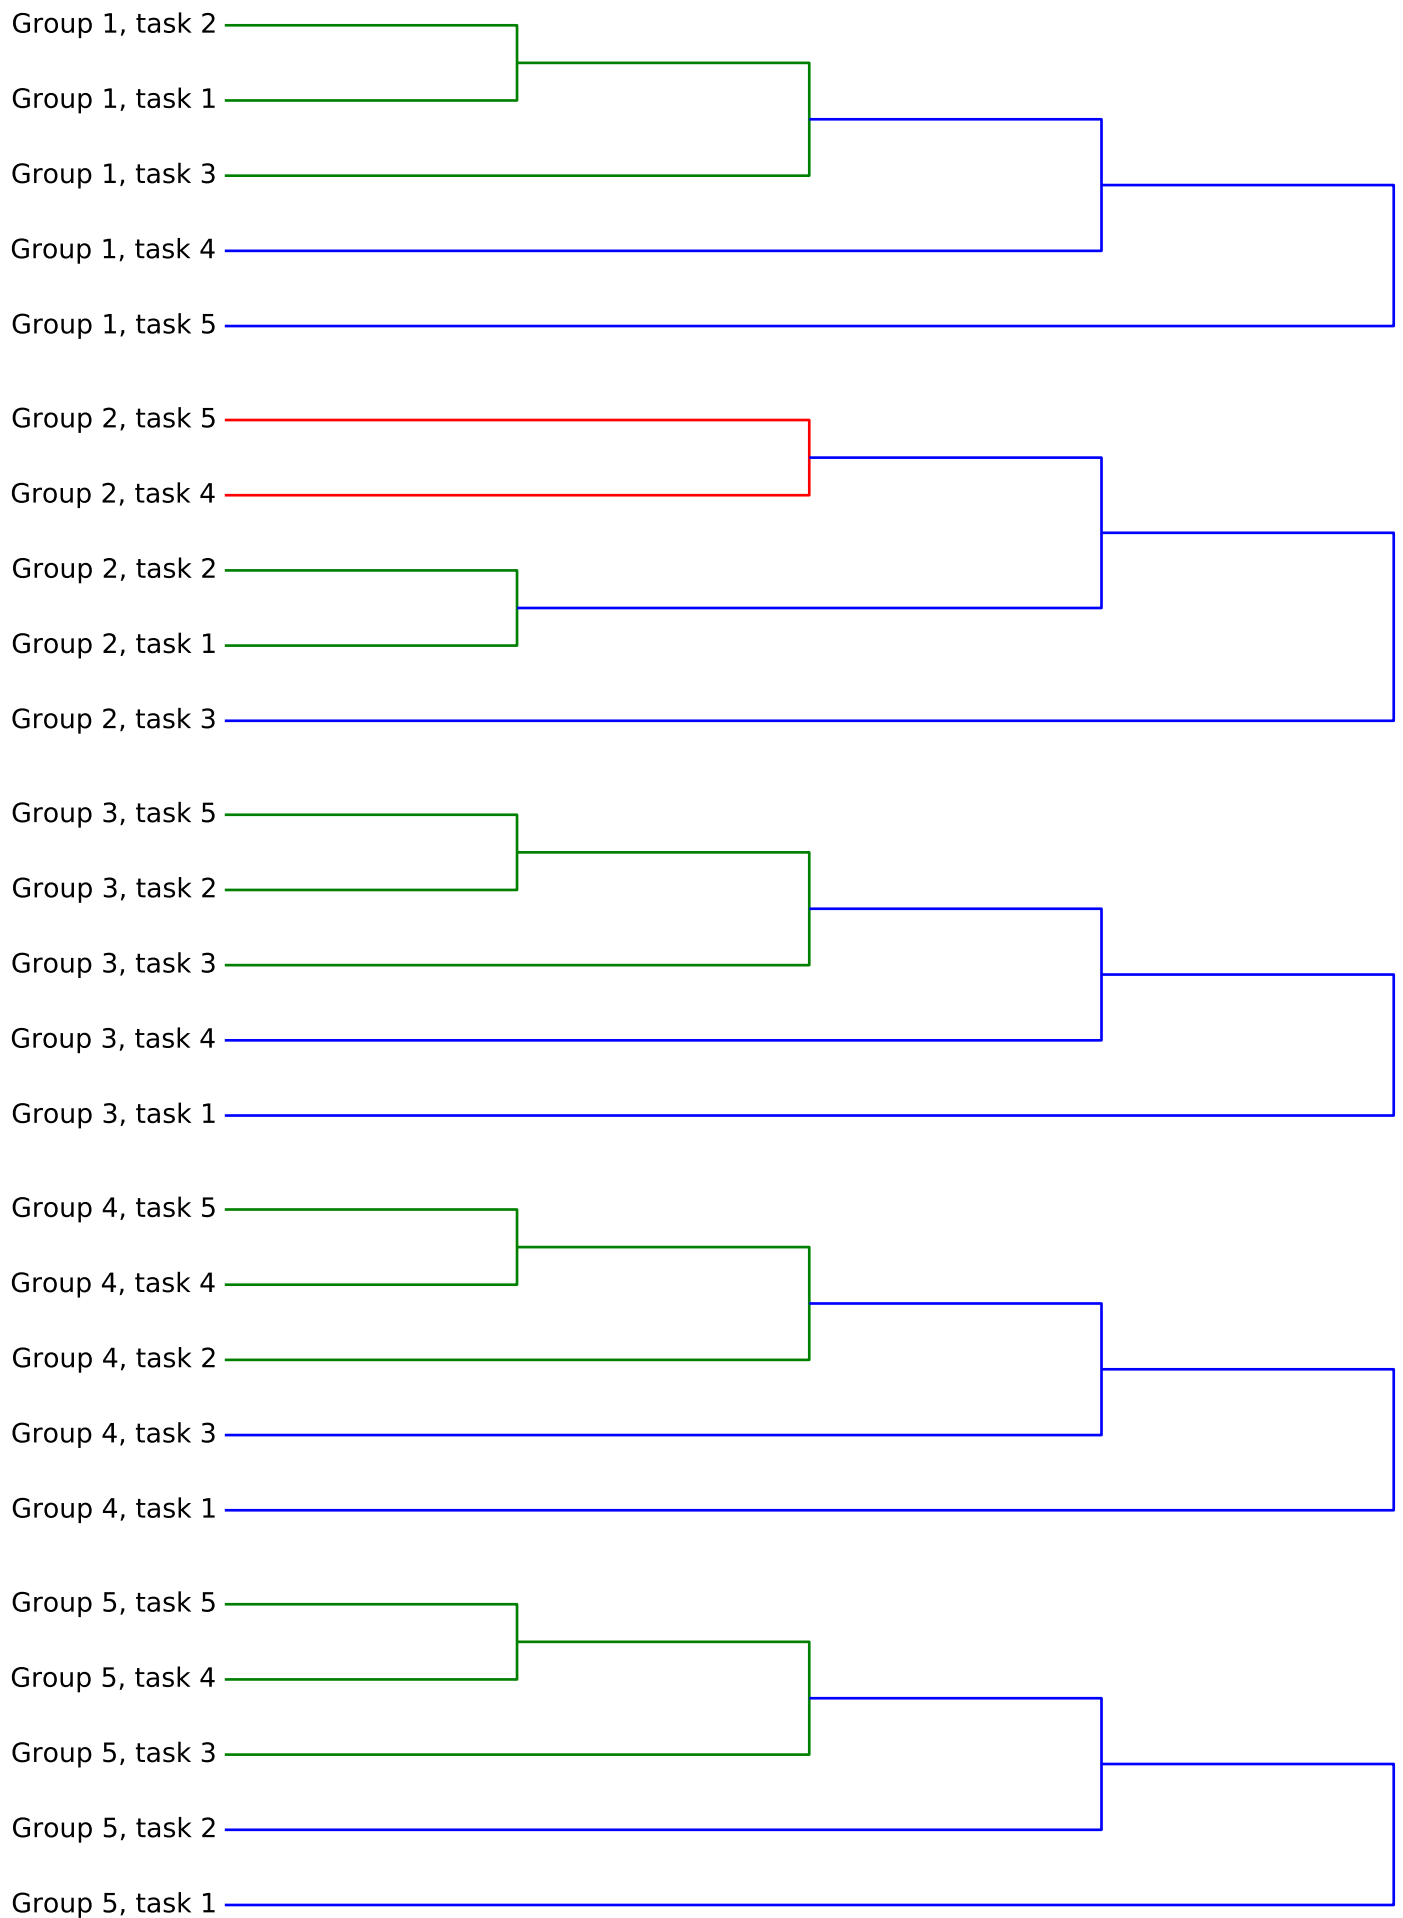 Group 1, task 2
Group 1, task 1
Group 1, task 3
Group 1, task 4
Group 1, task 5
Group 2, task 5
Group 2, task 4
Group 2, task 2
Group 2, task 1
Group 2, task 3
Group 3, task 5
Group 3, task 2
Group 3, task 3
Group 3, task 4
Group 3, task 1
Group 4, task 5
Group 4, task 4
Group 4, task 2
Group 4, task 3
Group 4, task 1
Group 5, task 5
Group 5, task 4
Group 5, task 3
Group 5, task 2
Group 5, task 1